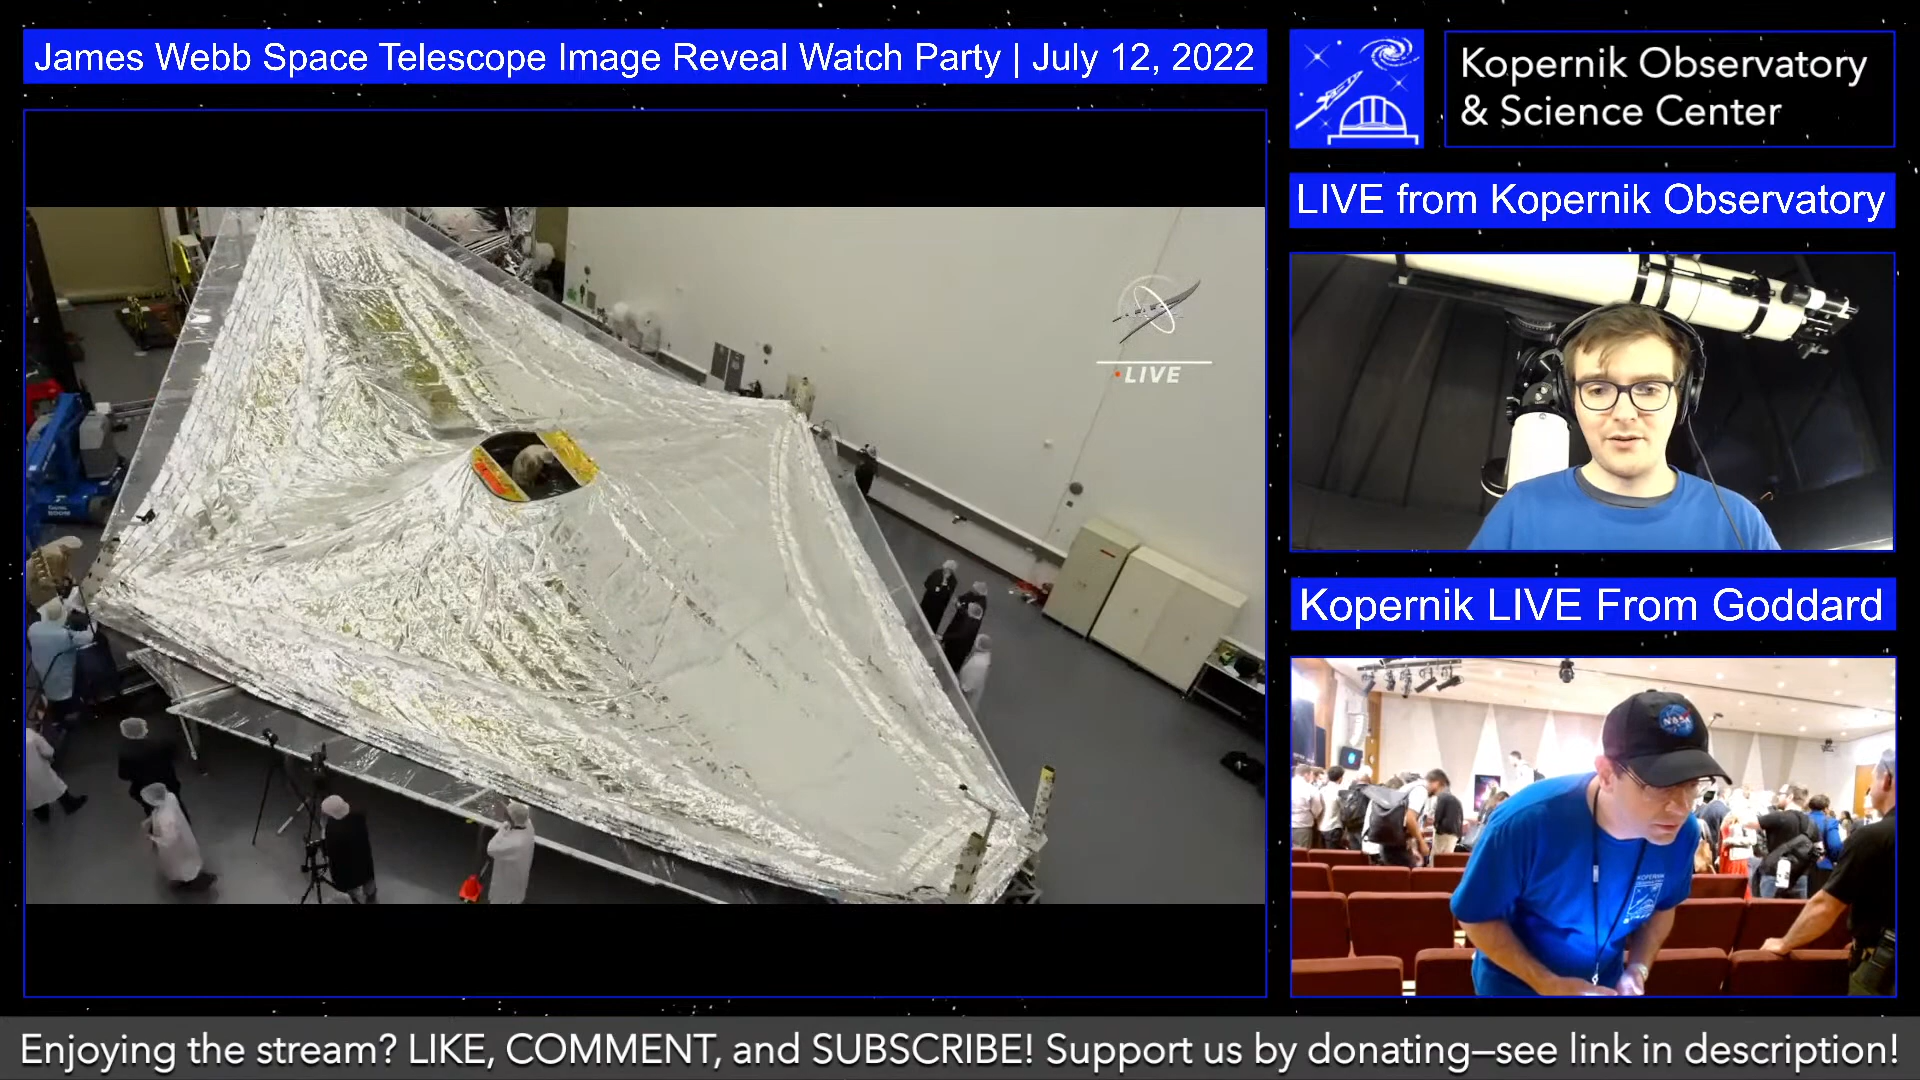 James Webb Space Telescope Image Reveal Watch Party | July 12, 2022
Kopernik Observatory
& Science Center
LIVE from Kopernik Observatory
LIVE
Kopernik LIVE From Goddard
NASA
KOPERNIK
Enjoying the stream? LIKE, COMMENT, and SUBSCRIBE! Support us by donating–see link in description!